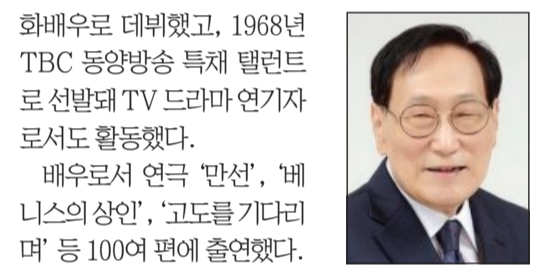 화배우로 데뷔했고, 1968년
TBC 동양방송 특채 탤런트
로 선발돼 TV 드라마 연기자
로서도 활동했다.
배우로서 연극 ‘만선’, ‘베
니스의 상인’, ‘고도를 기다리
며’ 등 100여 편에 출연했다.